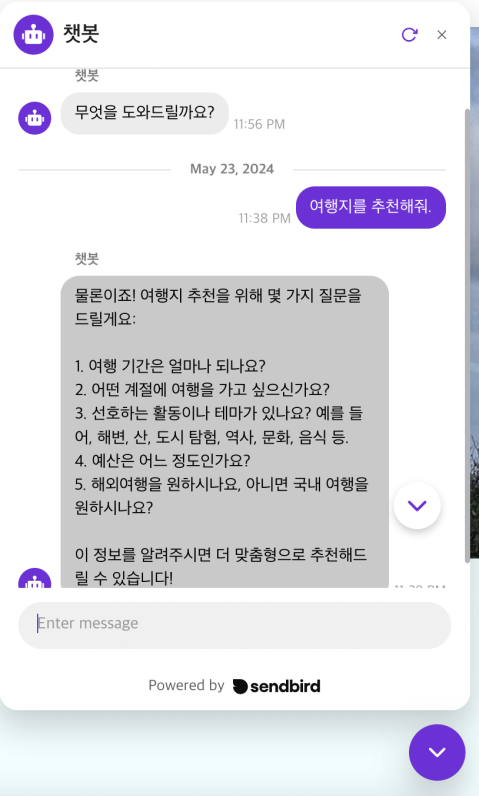 챗봇
챗봇
무엇을 도와드릴까요?
11:56 PM
May 23, 2024
11:38 PM
여행지를 추천해줘.
챗봇
물론이죠! 여행지 추천을 위해 몇 가지 질문을
드릴게요:
1. 여행 기간은 얼마나 되나요?
2. 어떤 계절에 여행을 가고 싶으신가요?
3. 선호하는 활동이나 테마가 있나요? 예를 들
어, 해변, 산, 도시 탐험, 역사, 문화, 음식 등.
4. 예산은 어느 정도인가요?
5. 해외여행을 원하시나요, 아니면 국내 여행을
원하시나요?
이 정보를 알려주시면 더 맞춤형으로 추천해드
릴 수 있습니다!
Enter message
Powered by sendbird